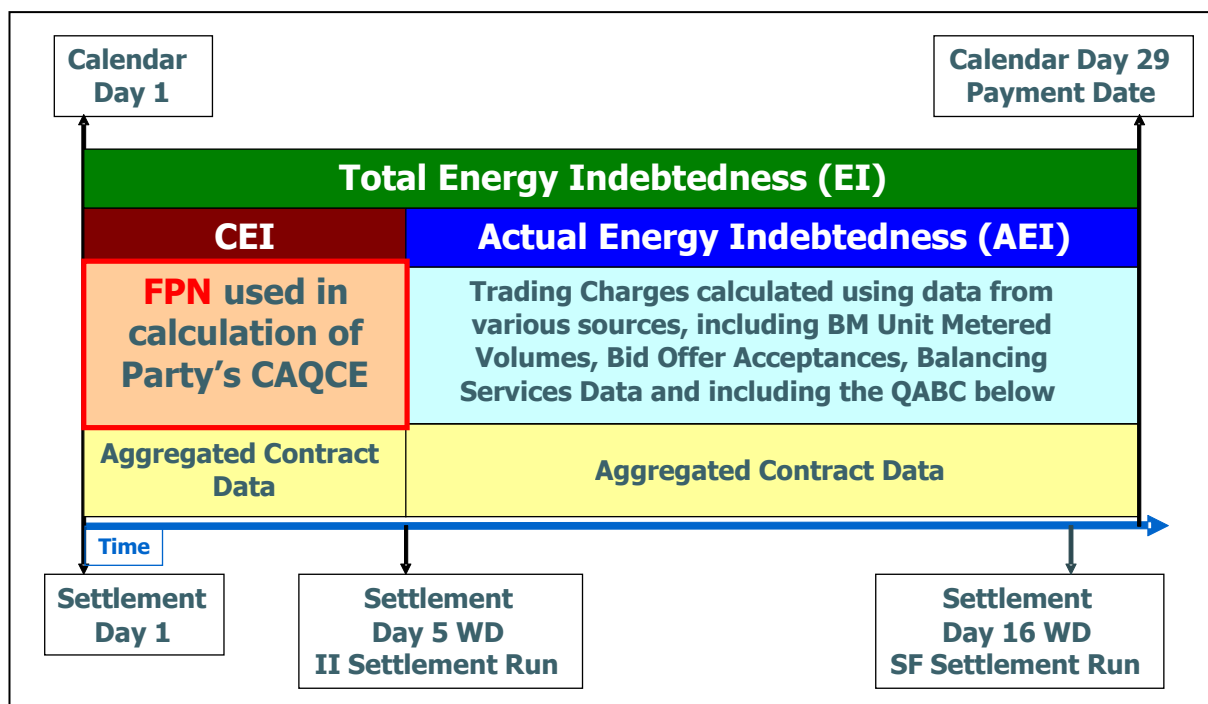 Calendar
Day 1
Calendar Day 29
Payment Date
Total Energy Indebtedness (EI)
CEI
Actual Energy Indebtedness (AEI)
FPN used in
calculation of
Party’s CAQCE
Trading Charges calculated using data from
various sources, including BM Unit Metered
Volumes, Bid Offer Acceptances, Balancing
Services Data and including the QABC below
Aggregated Contract
Data
Aggregated Contract Data
Time
Settlement
Day 1
Settlement
Day 5 WD
II Settlement Run
Settlement
Day 16 WD
SF Settlement Run